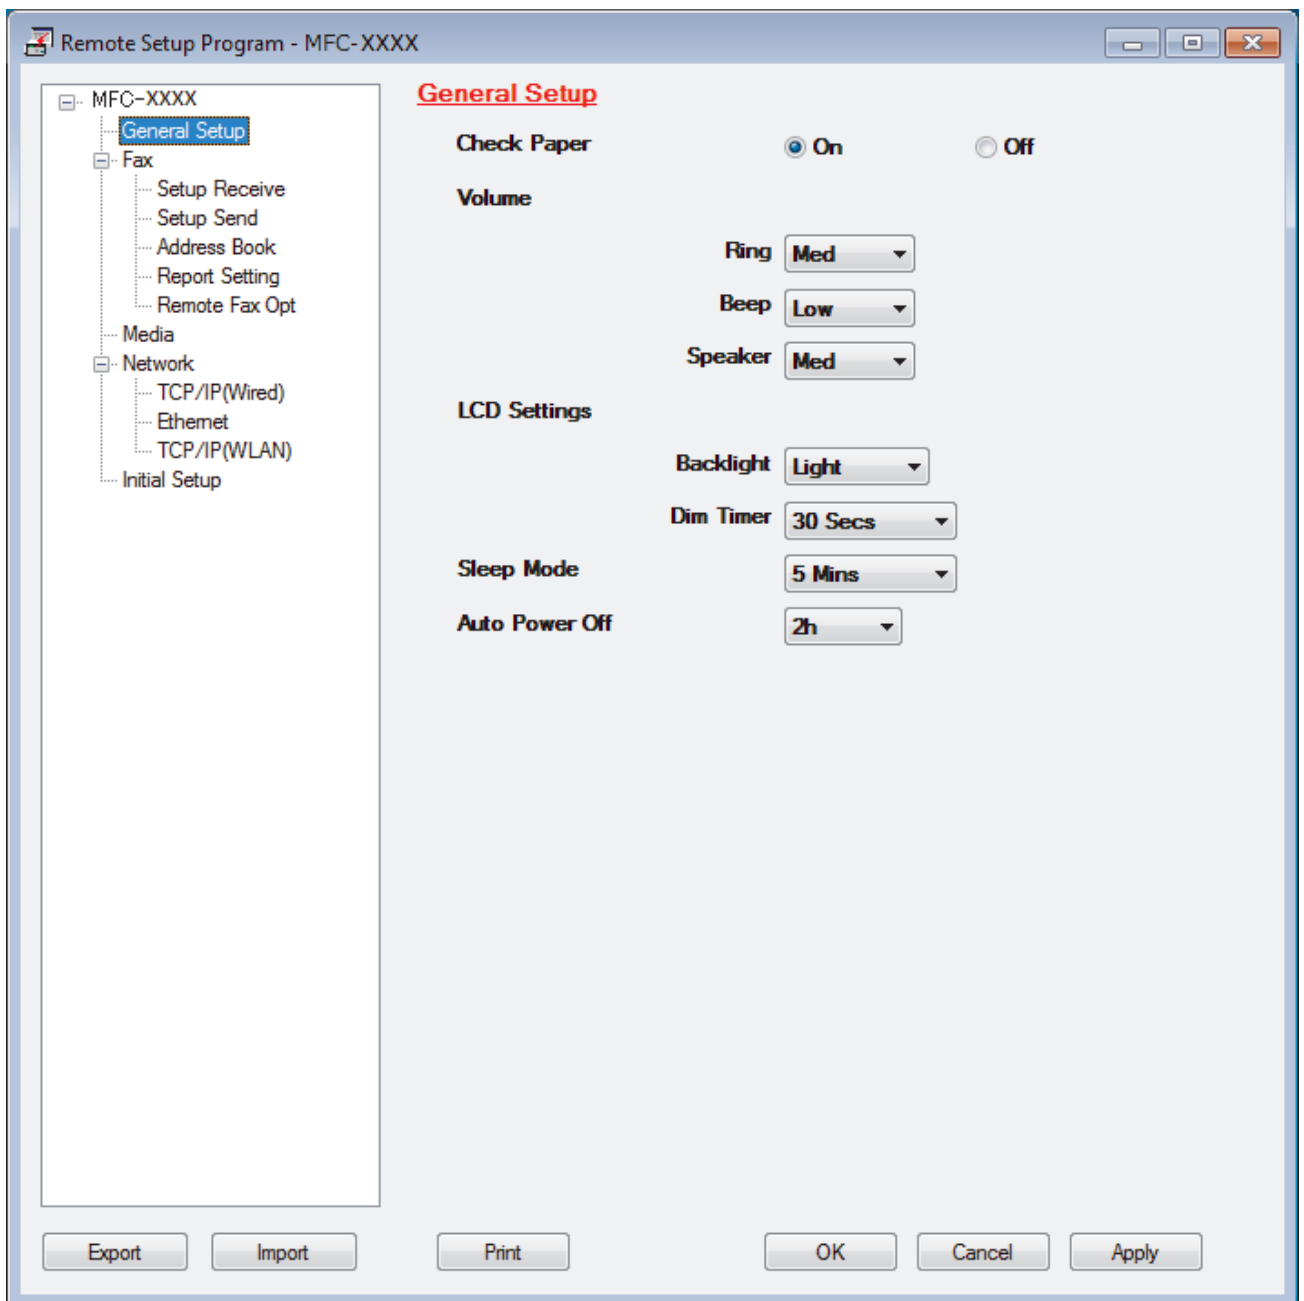 Remote Setup Program - MFC-XXXX
MFC-XXXX
General Setup
Fax
Setup Receive
Setup Send
Address Book
Report Setting
Remote Fax Opt
Media
Network
TCP/IP(Wired)
Ethernet
TCP/IP(WLAN)
Initial Setup
General Setup
Check Paper On Off
Volume
Ring Med
Beep Low
Speaker Med
LCD Settings
Backlight Light
Dim Timer 30 Secs
Sleep Mode 5 Mins
Auto Power Off 2h
Export Import Print OK Cancel Apply